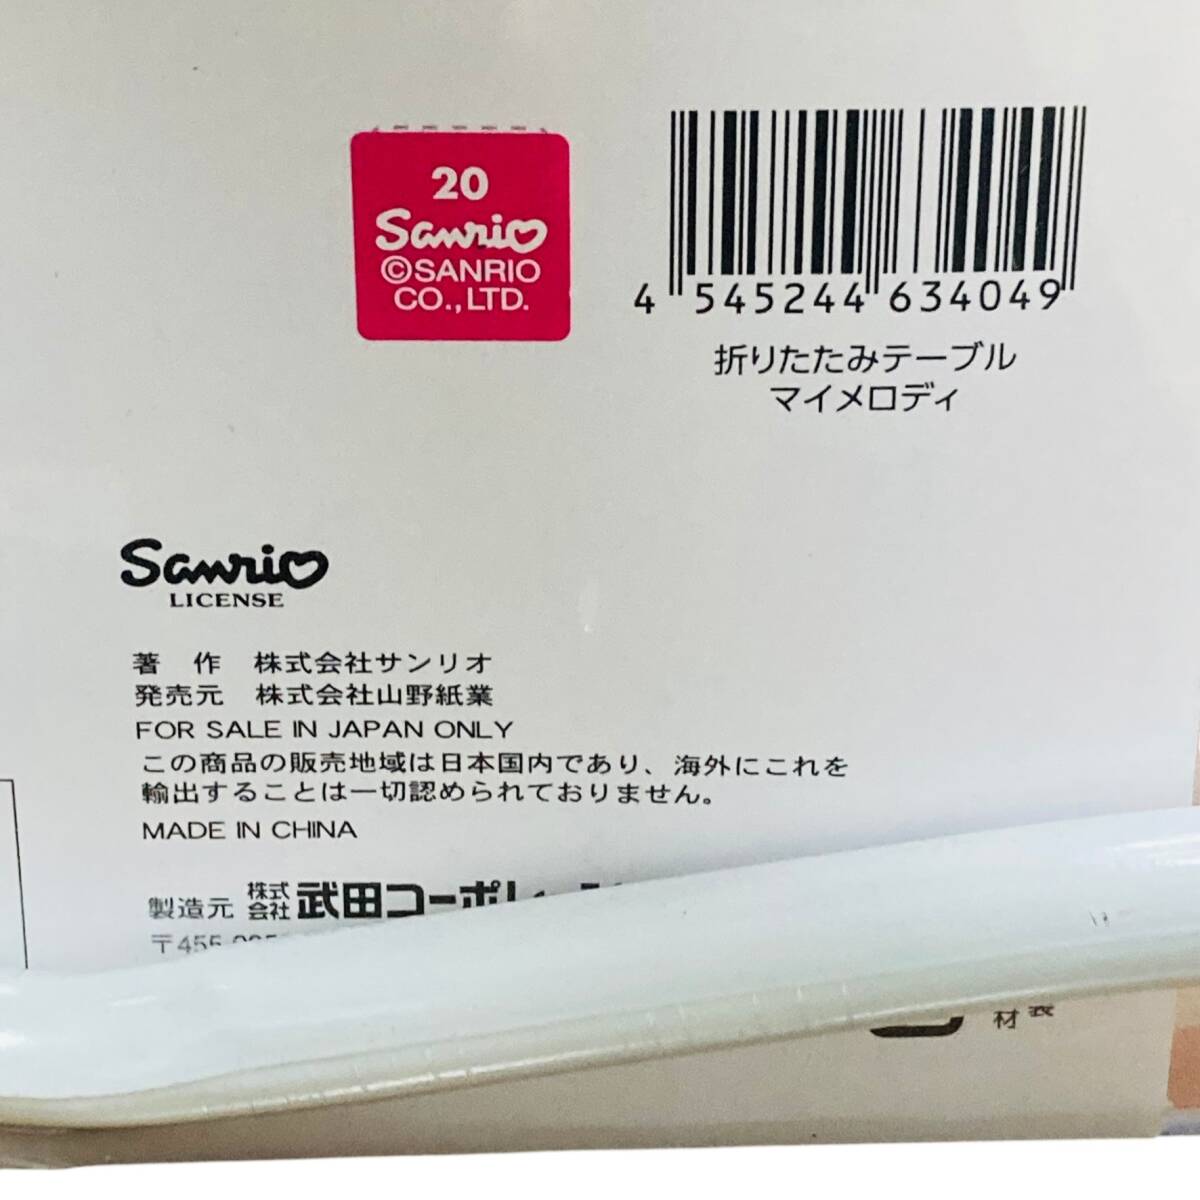 20
Sanrio
©SANRIO
CO.,LTD.
4 545244 634049
折りたたみテーブル
マイメロディ
Sanrio
LICENSE
著 作 株式会社サンリオ
発売元 株式会社山野紙業
FOR SALE IN JAPAN ONLY
この商品の販売地域は日本国内であり、海外にこれを
輸出することは一切認められておりません。
MADE IN CHINA
製造元 株式会社 武田コーポレ
〒455
材